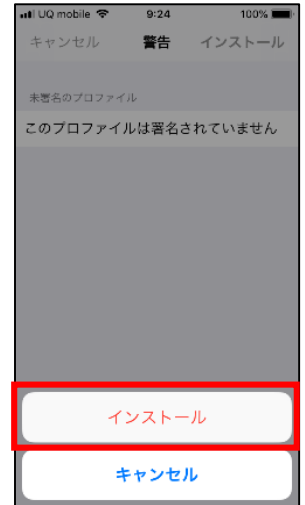 UQ mobile 9:24 100%
キャンセル 警告 インストール
未署名のプロファイル
このプロファイルは署名されていません
インストール
キャンセル